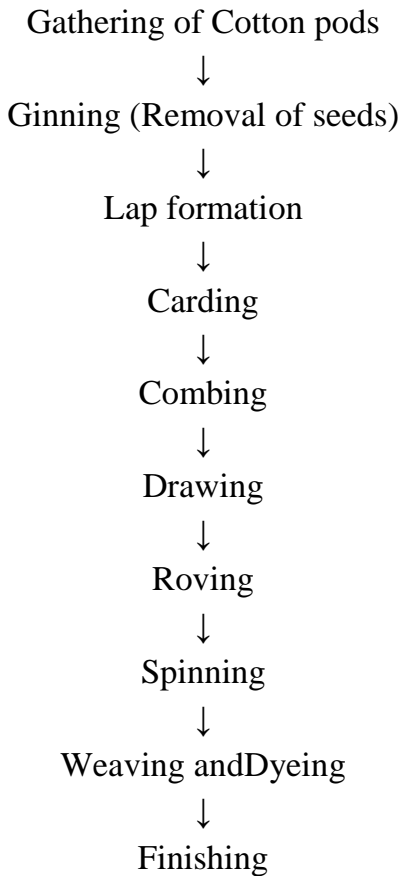 Gathering of Cotton pods
↓
Ginning (Removal of seeds)
↓
Lap formation
↓
Carding
↓
Combing
↓
Drawing
↓
Roving
↓
Spinning
↓
Weaving andDyeing
↓
Finishing